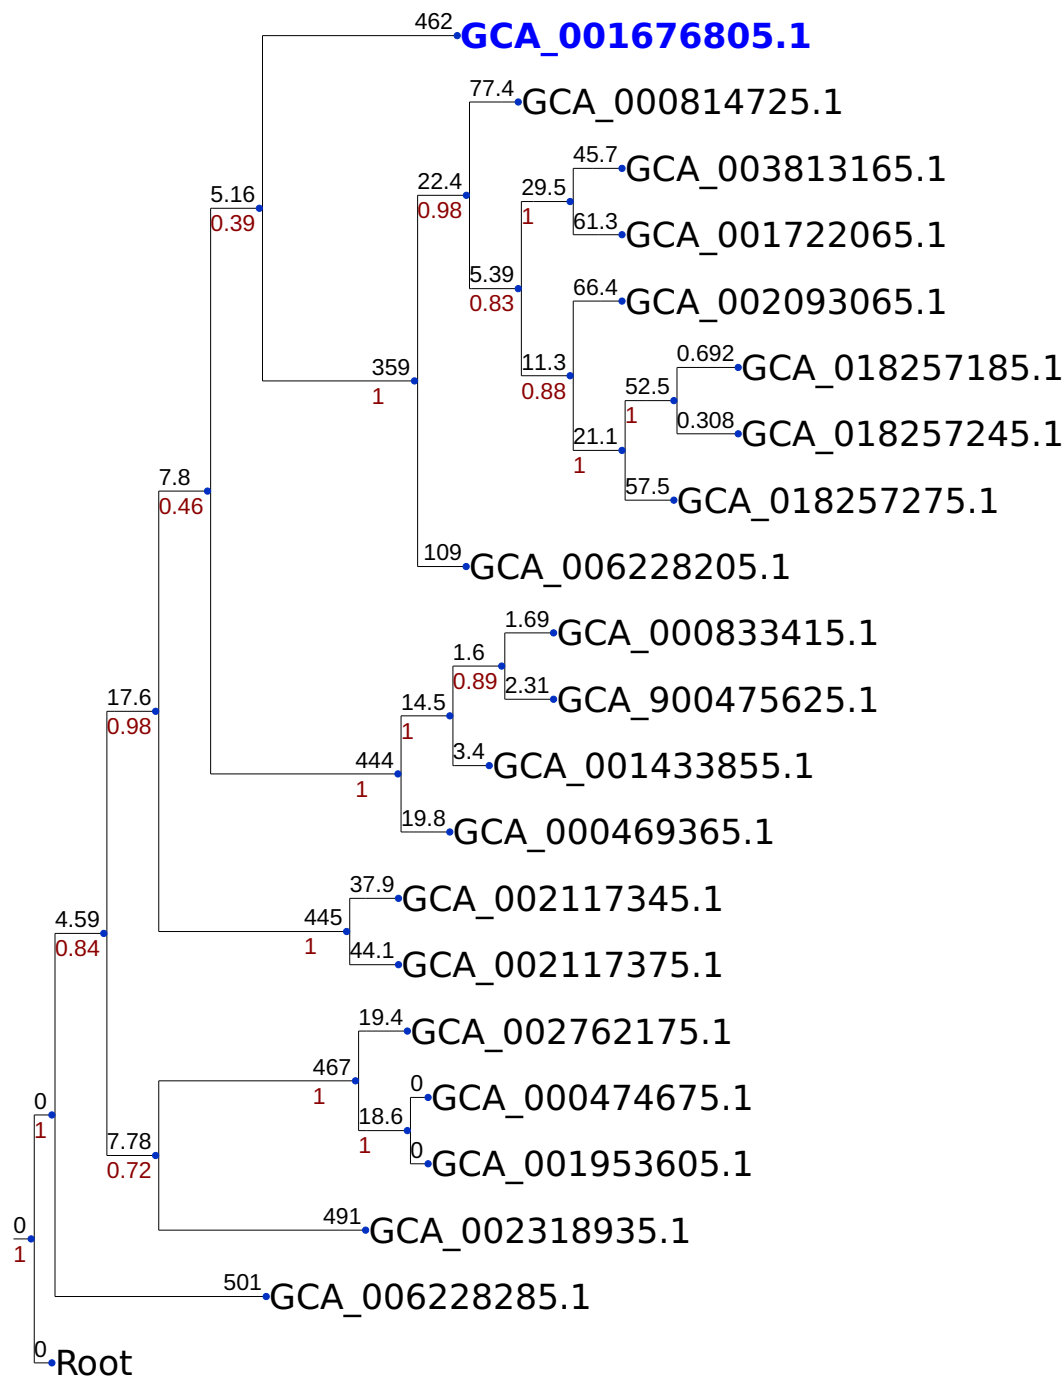 462
GCA_001676805.1
77.4
GCA_000814725.1
45.7
GCA_003813165.1
22.4
29.5
5.16
0.98
1
0.39
61.3
GCA_001722065.1
5.39
66.4
0.83
GCA_002093065.1
0.692
11.3
GCA_018257185.1
359
52.5
0.88
1
1
0.308
GCA_018257245.1
21.1
1
7.8
57.5
0.46
GCA_018257275.1
109
GCA_006228205.1
1.69
GCA_000833415.1
1.6
0.89
2.31
17.6
14.5
GCA_900475625.1
0.98
1
3.4
444
GCA_001433855.1
1
19.8
GCA_000469365.1
37.9
GCA_002117345.1
4.59
445
0.84
1
44.1
GCA_002117375.1
19.4
GCA_002762175.1
467
0
1
GCA_000474675.1
0
18.6
1
7.78
1
0
0.72
GCA_001953605.1
491
0
GCA_002318935.1
1
501
GCA_006228285.1
0
Root